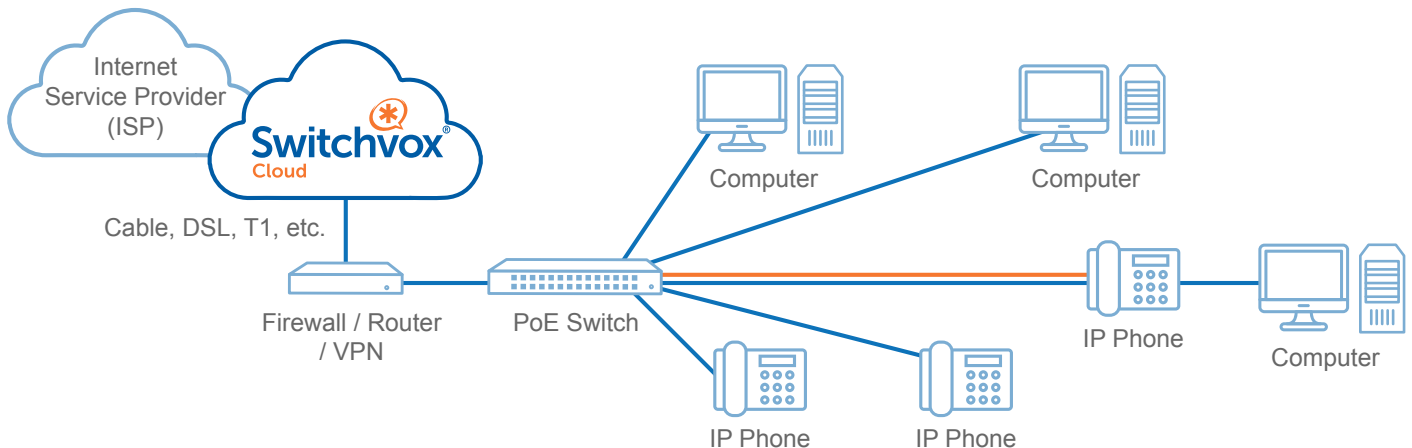 Internet
Service Provider
(ISP)
Switchvox®
Cloud
Cable, DSL, T1, etc.
Firewall / Router
/ VPN
PoE Switch
Computer
Computer
IP Phone
Computer
IP Phone
IP Phone